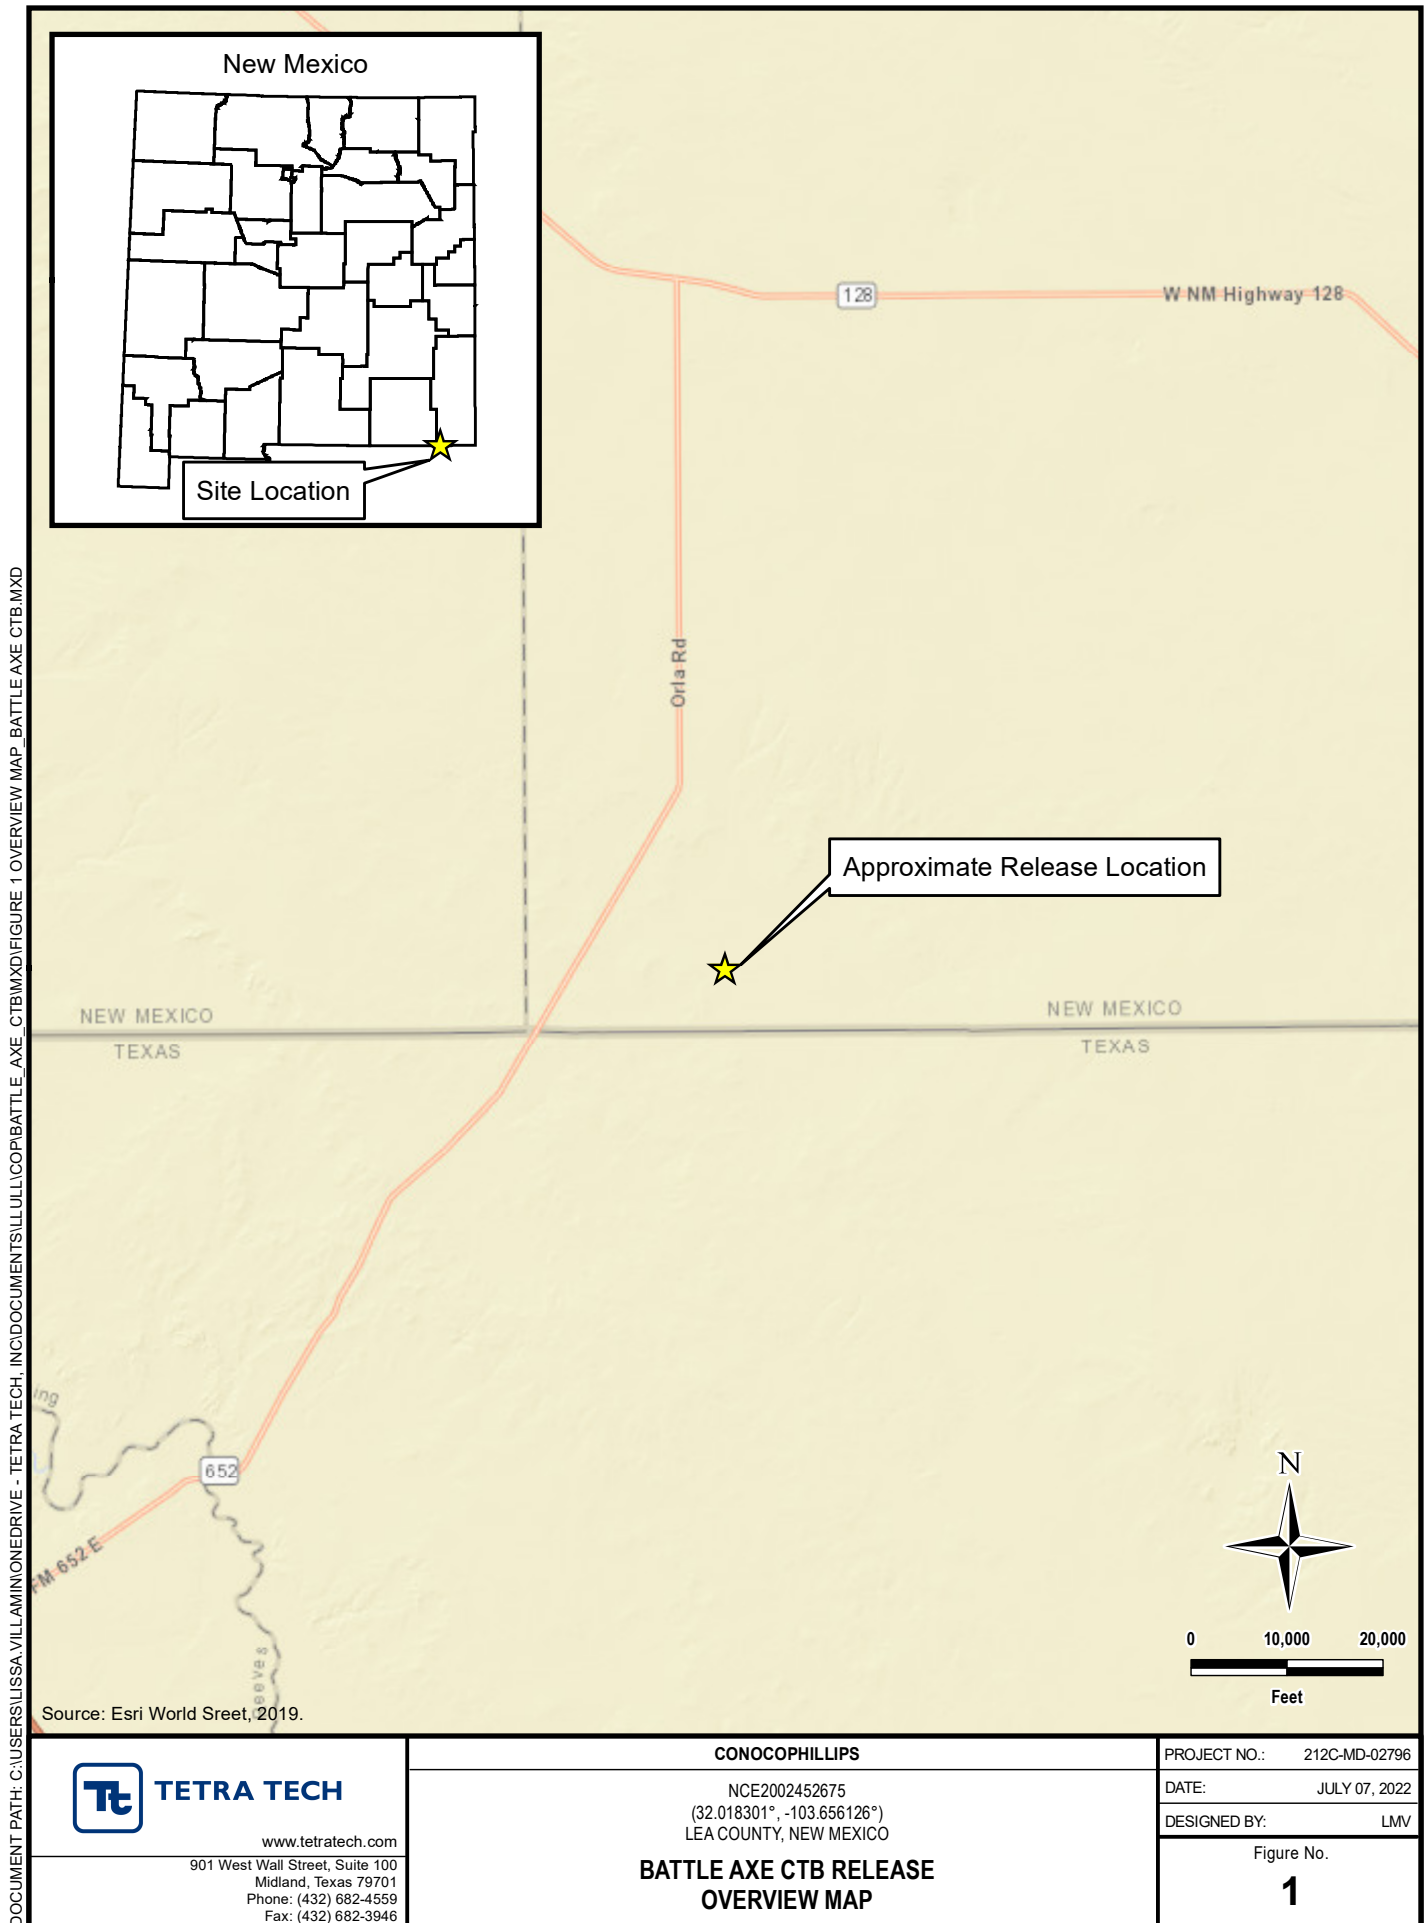 New Mexico
Site Location
128
W NM Highway 128
Orla Rd
Approximate Release Location
NEW MEXICO
TEXAS
NEW MEXICO
TEXAS
ing
652
FM 652 E
eeves
N
0 10,000 20,000
Feet
Source: Esri World Sreet, 2019.
DOCUMENT PATH: C:\USERS\LISSA.VILLAMIN\ONEDRIVE - TETRA TECH, INC\DOCUMENTS\LLULL\COP\BATTLE_AXE_CTB\MXD\FIGURE 1 OVERVIEW MAP_BATTLE AXE CTB.MXD
Tt TETRA TECH
www.tetratech.com
901 West Wall Street, Suite 100
Midland, Texas 79701
Phone: (432) 682-4559
Fax: (432) 682-3946
CONOCOPHILLIPS
NCE2002452675
(32.018301°, -103.656126°)
LEA COUNTY, NEW MEXICO
BATTLE AXE CTB RELEASE
OVERVIEW MAP
PROJECT NO.: 212C-MD-02796
DATE: JULY 07, 2022
DESIGNED BY: LMV
Figure No.
1